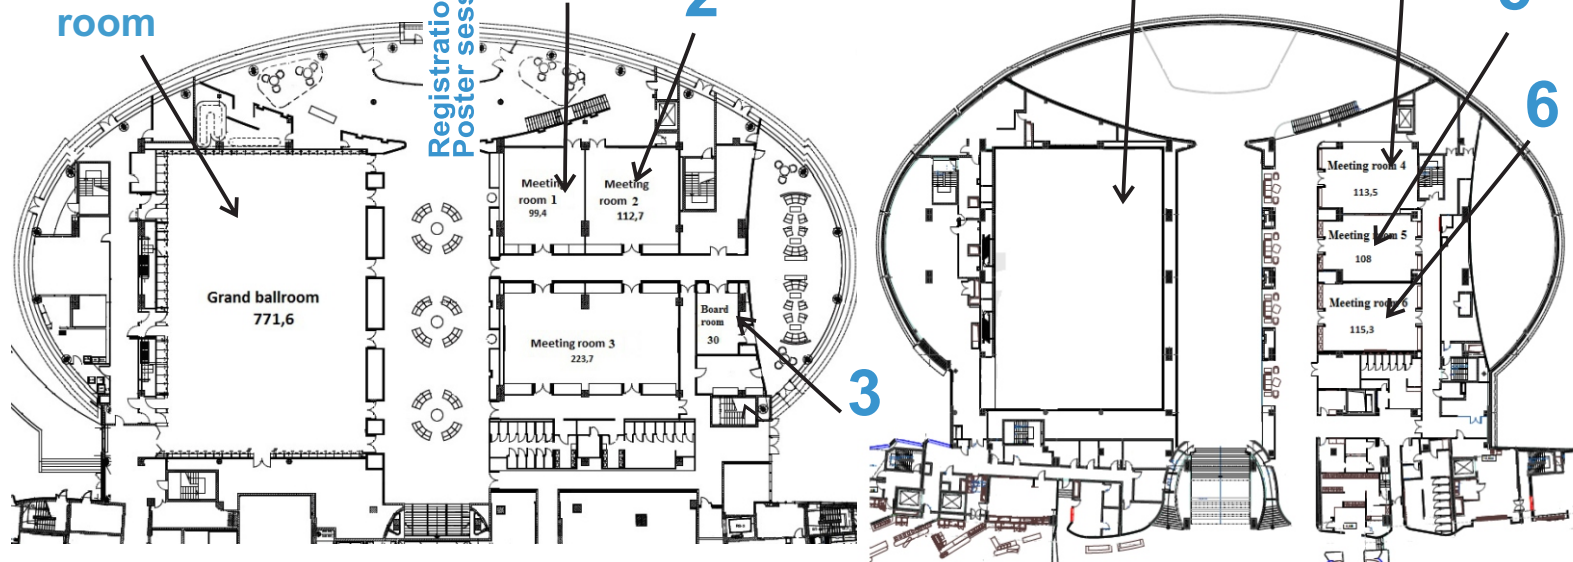 room
Registratio
Poster sess
2
Meeting
room 1
99,4
Meeting
room 2
112,7
Grand ballroom
771,6
Meeting room 3
223,7
Board
room
30
3
6
Meeting room 4
113,5
Meeting room 5
108
Meeting room 6
115,3